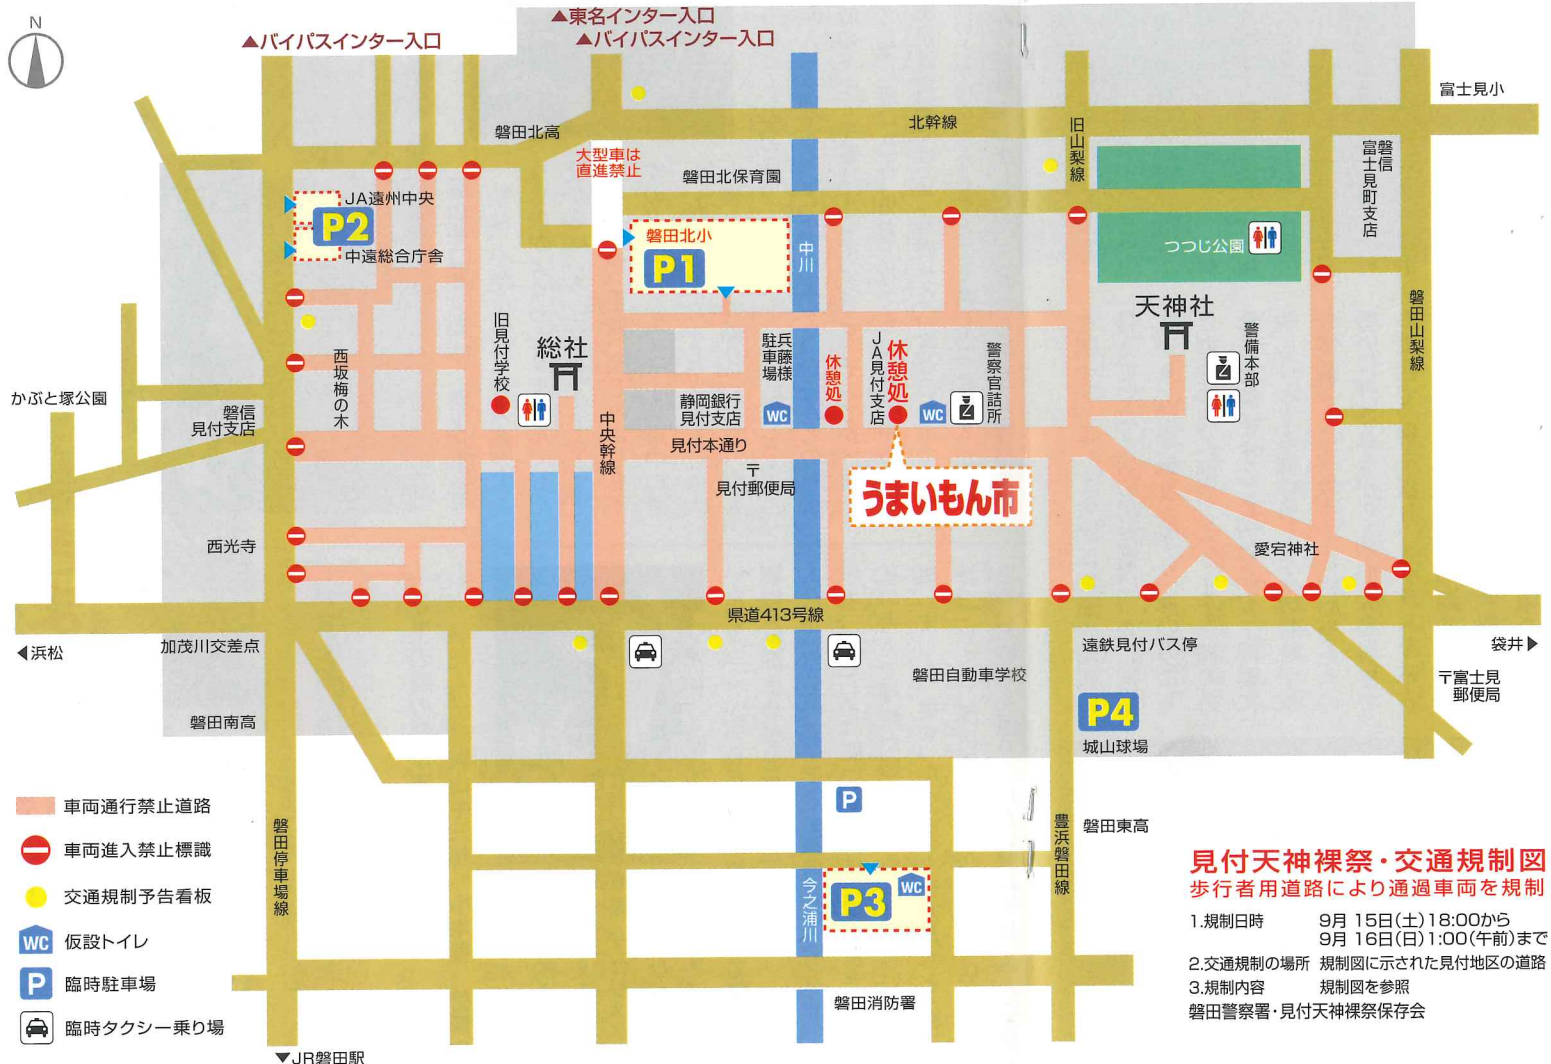 N
▲東名インター入口
▲バイパスインター入口
▲バイパスインター入口
富士見小
磐田北高
北幹線
旧山梨線
大型車は
直進禁止
磐田北保育園
磐信
富士見町支店
JA遠州中央
P2
中遠総合庁舎
磐田北小
P1
中川
つつじ公園
天神社
磐田山梨線
旧見付学校
総社
兵藤様
駐車場
休憩処
JA見付支店
休憩処
警察官詰所
警備本部
西坂梅の木
かぶと塚公園
磐信
見付支店
中央幹線
静岡銀行
見付支店
WC
WC
見付本通り
〒
見付郵便局
うまいもん市
西光寺
愛宕神社
県道413号線
◀浜松
加茂川交差点
遠鉄見付バス停
袋井▶
磐田自動車学校
〒富士見
郵便局
磐田南高
P4
城山球場
P
磐田東高
豊浜磐田線
磐田停車場線
今之浦川
P3
WC
磐田消防署
▼JR磐田駅
車両通行禁止道路
車両進入禁止標識
交通規制予告看板
WC 仮設トイレ
P 臨時駐車場
臨時タクシー乗り場
見付天神裸祭・交通規制図
歩行者用道路により通過車両を規制
1.規制日時 9月 15日(土)18:00から
9月 16日(日)1:00(午前)まで
2.交通規制の場所 規制図に示された見付地区の道路
3.規制内容 規制図を参照
磐田警察署・見付天神裸祭保存会